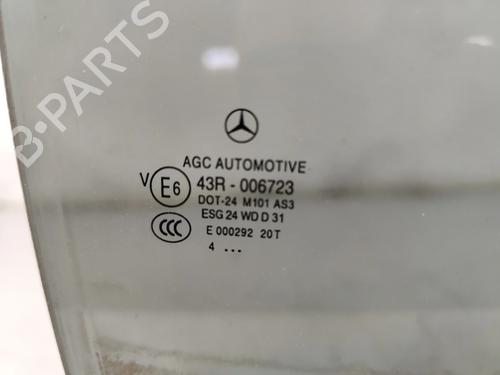 AGC AUTOMOTIVE
V E6 43R - 006723
DOT-24 M101 AS3
ESG 24 WD D 31
CCC E 000292 20T
4 ...
B-PARTS